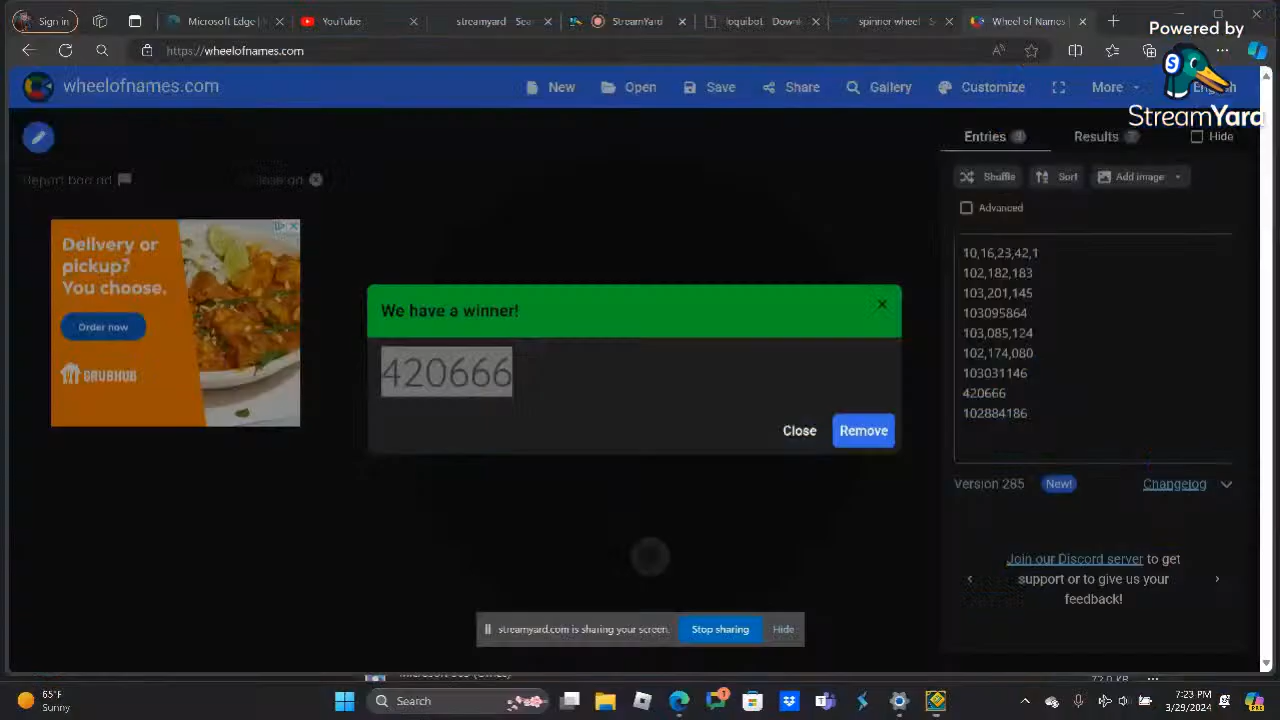 Sign in
Microsoft Edge |
YouTube
StreamYard
Wheel of Names |
https://wheelofnames.com
Powered by
StreamYard
wheelofnames.com
New
Open
Save
Share
Gallery
Customize
More
English
Entries
Results
Hide
Report bad ad
Shuffle
Sort
Add image
Advanced
Delivery or
pickup?
You choose.
Order now
GRUBHUB
10,16,23,42,1
102,182,183
103,201,145
103095864
103,085,124
102,174,080
103031146
420666
102884186
We have a winner!
420666
Close
Remove
Version 285
New!
Changelog
Join our Discord server to get
support or to give us your
feedback!
streamyard.com is sharing your screen.
Stop sharing
Hide
Sunny
Search
7:23 PM
3/29/2024